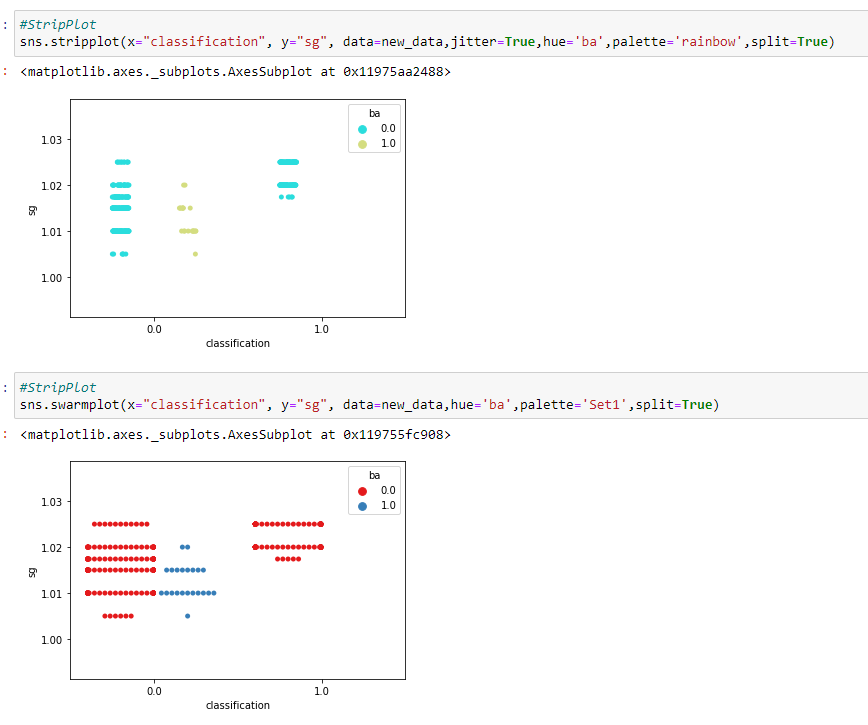 : #StripPlot
sns.stripplot(x="classification", y="sg", data=new_data,jitter=True,hue='ba',palette='rainbow',split=True)
: <matplotlib.axes._subplots.AxesSubplot at 0x11975aa2488>
ba
0.0
1.0
1.03
1.02
1.01
1.00
sg
0.0 1.0
classification
: #StripPlot
sns.swarmplot(x="classification", y="sg", data=new_data,hue='ba',palette='Set1',split=True)
: <matplotlib.axes._subplots.AxesSubplot at 0x119755fc908>
ba
0.0
1.0
1.03
1.02
1.01
1.00
sg
0.0 1.0
classification